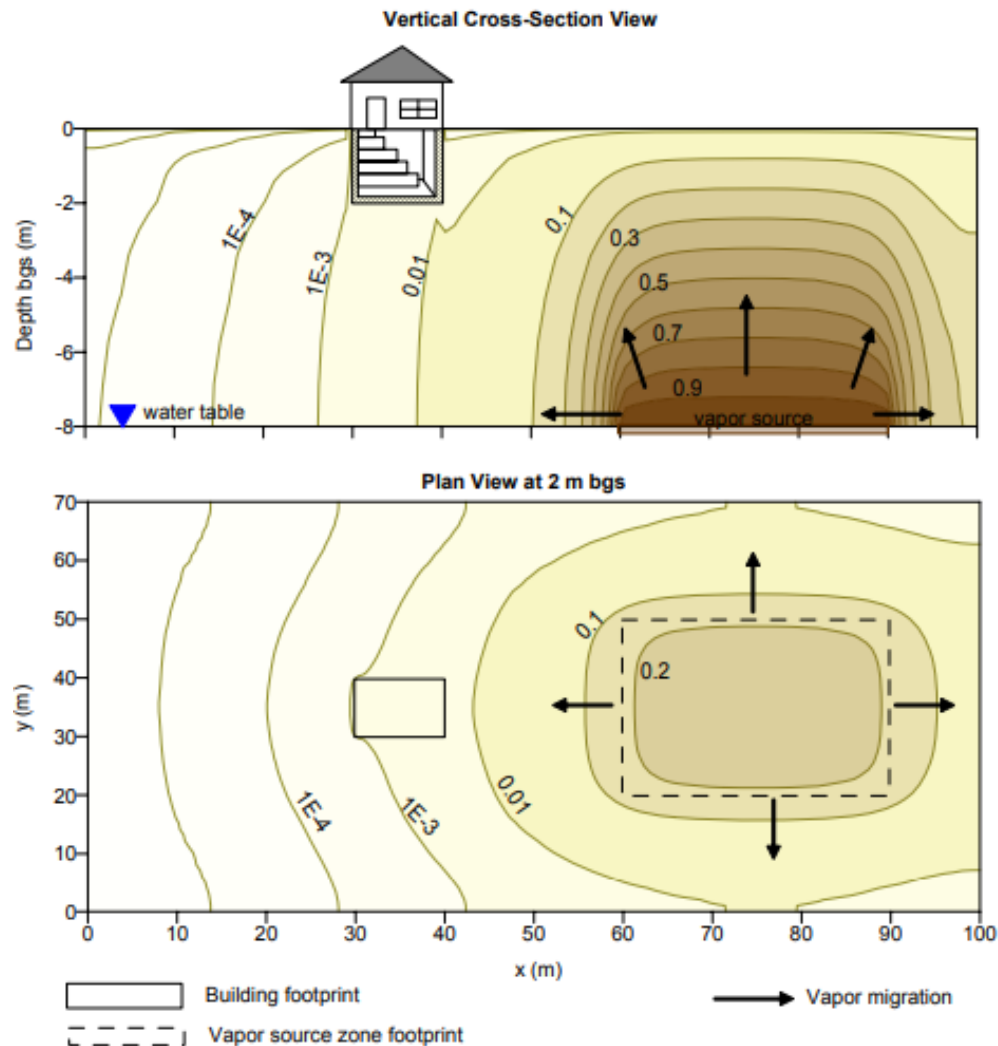 Vertical Cross-Section View
0
-2
-4
-6
-8
Depth bgs (m)
1E-4
1E-3
0.01
0.1
0.3
0.5
0.7
0.9
water table
vapor source
Plan View at 2 m bgs
70
60
50
40
30
20
10
0
y (m)
1E-4
1E-3
0.01
0.1
0.2
0 10 20 30 40 50 60 70 80 90 100
x (m)
Building footprint
Vapor migration
Vapor source zone footprint